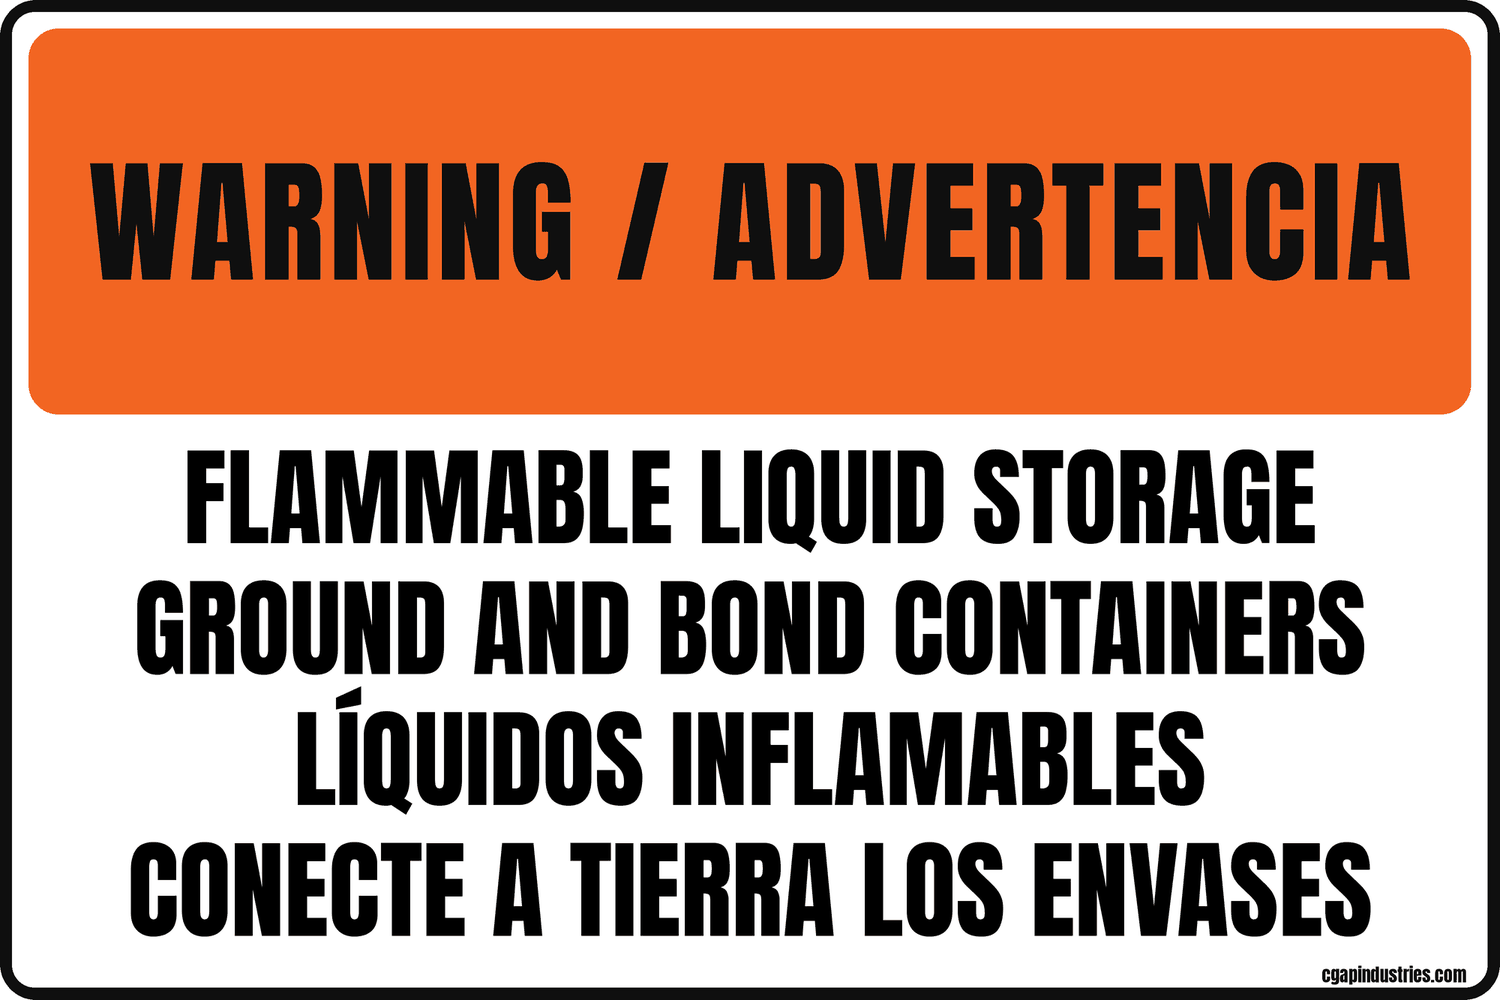 WARNING / ADVERTENCIA
FLAMMABLE LIQUID STORAGE
GROUND AND BOND CONTAINERS
LÍQUIDOS INFLAMABLES
CONECTE A TIERRA LOS ENVASES
cgapindustries.com